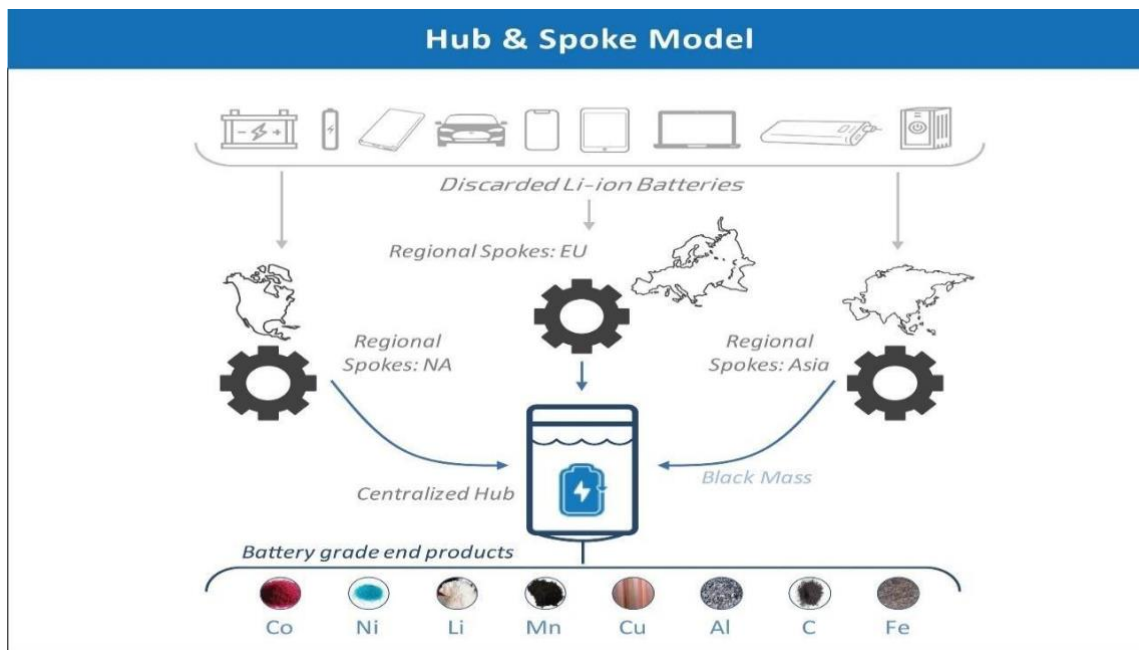 Hub & Spoke Model
Discarded Li-ion Batteries
Regional Spokes: EU
Regional
Spokes: NA
Regional
Spokes: Asia
Centralized Hub
Black Mass
Battery grade end products
Co Ni Li Mn Cu Al C Fe